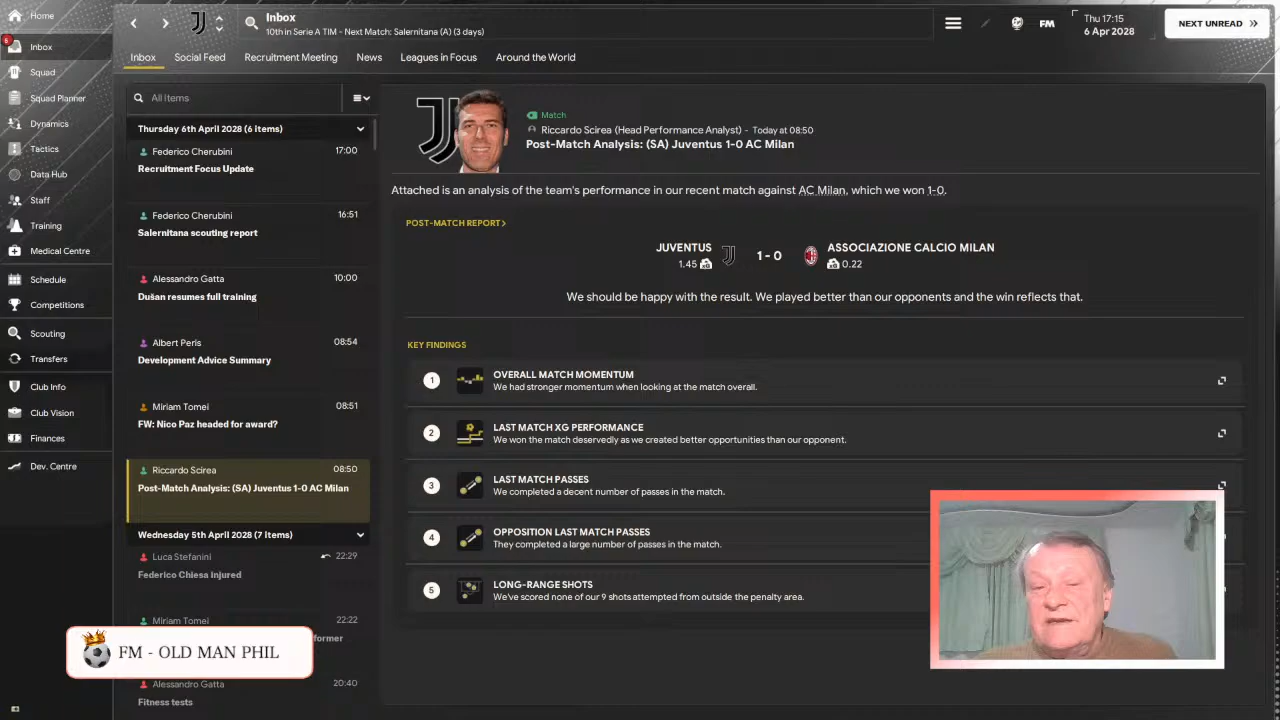 Home
Inbox
10th in Serie A TIM - Next Match: Salernitana (A) (3 days)
FM
Thu 17:15
6 Apr 2028
NEXT UNREAD
5
Inbox
Squad
Squad Planner
Dynamics
Tactics
Data Hub
Staff
Training
Medical Centre
Schedule
Competitions
Scouting
Transfers
Club Info
Club Vision
Finances
Dev. Centre
Inbox
Social Feed
Recruitment Meeting
News
Leagues in Focus
Around the World
All Items
Thursday 6th April 2028 (6 items)
Federico Cherubini 17:00
Recruitment Focus Update
Federico Cherubini 16:51
Salernitana scouting report
Alessandro Gatta 10:00
Dušan resumes full training
Albert Peris 08:54
Development Advice Summary
Miriam Tomei 08:51
FW: Nico Paz headed for award?
Riccardo Scirea 08:50
Post-Match Analysis: (SA) Juventus 1-0 AC Milan
Wednesday 5th April 2028 (7 items)
Luca Stefanini 22:29
Federico Chiesa injured
Miriam Tomei 22:22
former
Alessandro Gatta 20:40
Fitness tests
Match
Riccardo Scirea (Head Performance Analyst) - Today at 08:50
Post-Match Analysis: (SA) Juventus 1-0 AC Milan
Attached is an analysis of the team's performance in our recent match against AC Milan, which we won 1-0.
POST-MATCH REPORT>
JUVENTUS 1 - 0 ASSOCIAZIONE CALCIO MILAN
1.45 0.22
We should be happy with the result. We played better than our opponents and the win reflects that.
KEY FINDINGS
1 OVERALL MATCH MOMENTUM
We had stronger momentum when looking at the match overall.
2 LAST MATCH XG PERFORMANCE
We won the match deservedly as we created better opportunities than our opponent.
3 LAST MATCH PASSES
We completed a decent number of passes in the match.
4 OPPOSITION LAST MATCH PASSES
They completed a large number of passes in the match.
5 LONG-RANGE SHOTS
We've scored none of our 9 shots attempted from outside the penalty area.
FM - OLD MAN PHIL